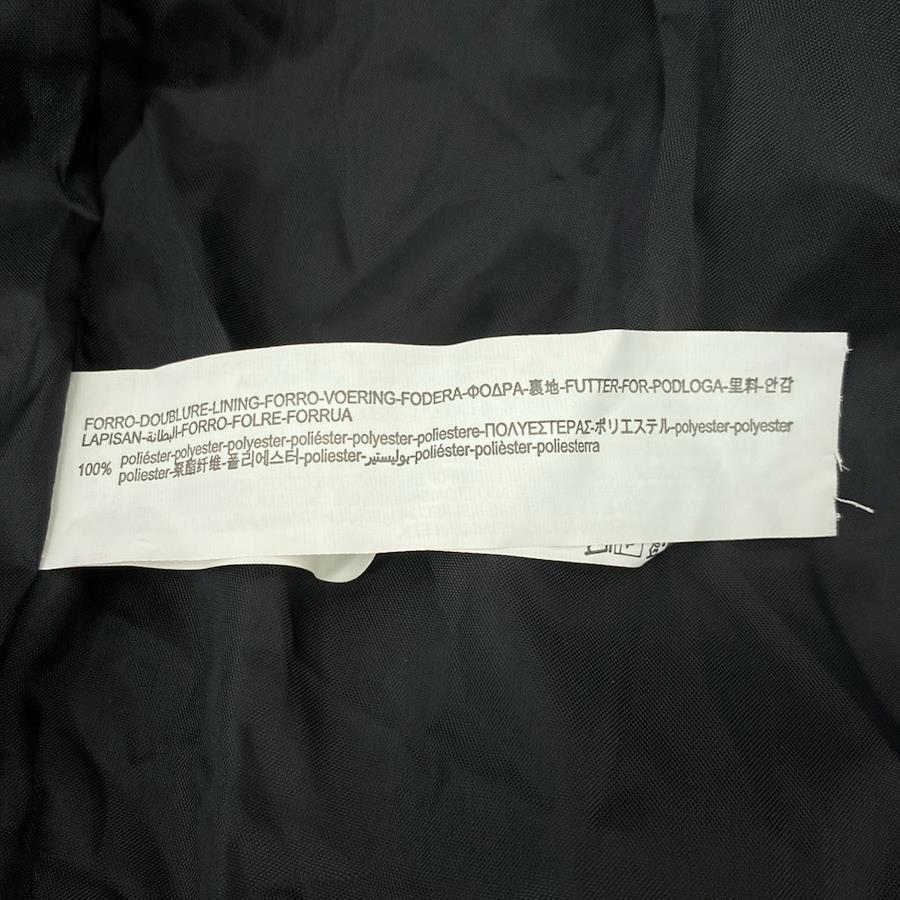 FORRO-DOUBLURE-LINING-FORRO-VOERING-FODERA-ΦΟΔΡΑ-裏地-FUTTER-FOR-PODLOGA-里料-안감
LAPISAN-البطانة-FORRO-FOLRE-FORRUA
100% poliéster-polyester-polyester-poliéster-polyester-poliestere-ΠΟΛΥΕΣΤΕΡΑΣ-ポリエステル-polyester-polyester
poliester-聚酯纤维-폴리에스터-poliester-بوليستير-poliéster-polièster-poliesterra